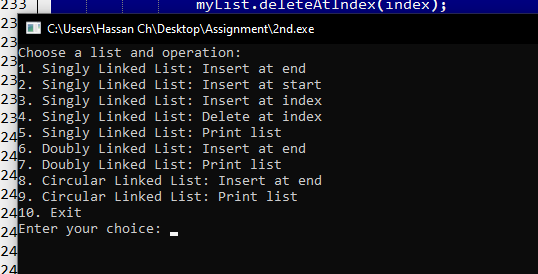 233 myList.deleteAtIndex(index);
C:\Users\Hassan Ch\Desktop\Assignment\2nd.exe
Choose a list and operation:
1. Singly Linked List: Insert at end
2. Singly Linked List: Insert at start
3. Singly Linked List: Insert at index
4. Singly Linked List: Delete at index
5. Singly Linked List: Print list
6. Doubly Linked List: Insert at end
7. Doubly Linked List: Print list
8. Circular Linked List: Insert at end
9. Circular Linked List: Print list
10. Exit
Enter your choice: _